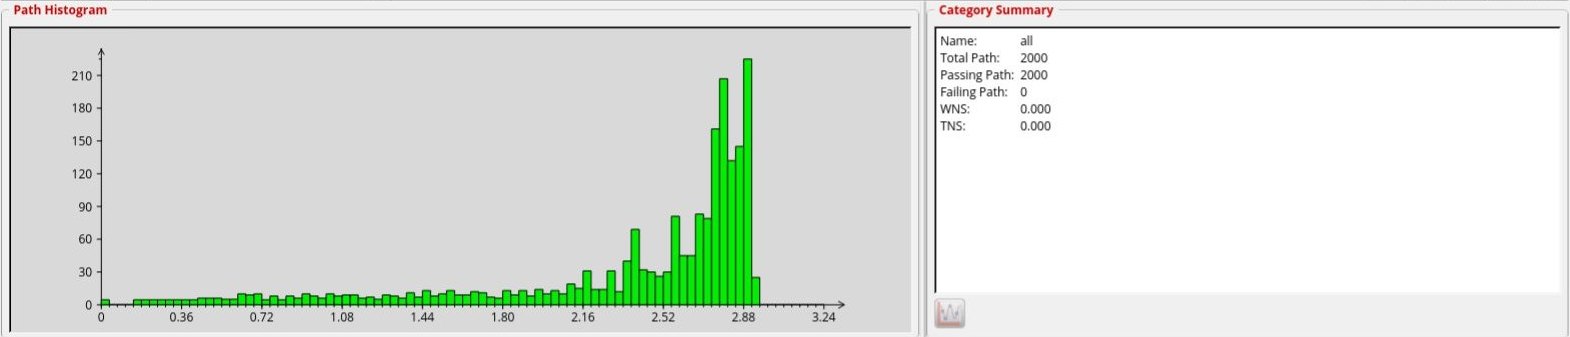 Path Histogram
210
180
150
120
90
60
30
0
0 0.36 0.72 1.08 1.44 1.80 2.16 2.52 2.88 3.24
Category Summary
Name: all
Total Path: 2000
Passing Path: 2000
Failing Path: 0
WNS: 0.000
TNS: 0.000